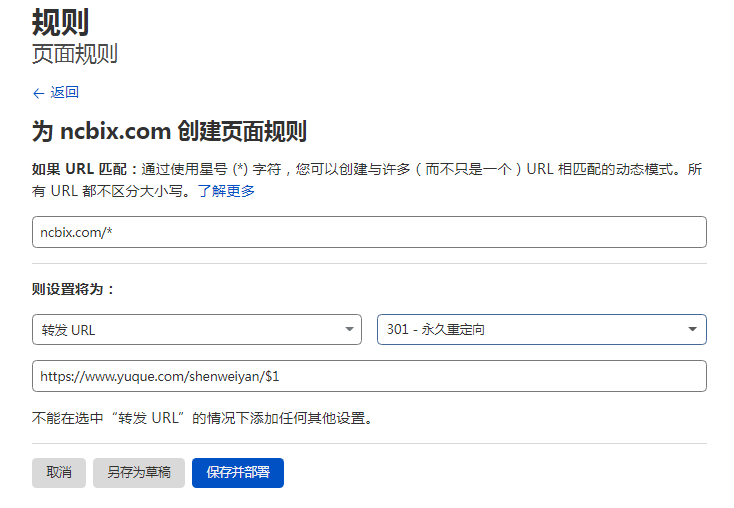 规则
页面规则
← 返回
为 ncbix.com 创建页面规则
如果 URL 匹配：通过使用星号 (*) 字符，您可以创建与许多（而不只是一个）URL 相匹配的动态模式。所
有 URL 都不区分大小写。了解更多
ncbix.com/*
则设置将为：
转发 URL 301 - 永久重定向
https://www.yuque.com/shenweiyan/$1
不能在选中“转发 URL”的情况下添加任何其他设置。
取消 另存为草稿 保存并部署